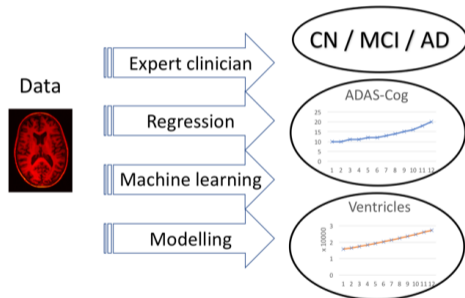 Data
Expert clinician
Regression
Machine learning
Modelling
CN / MCI / AD
ADAS-Cog
25
20
15
10
5
0
1 2 3 4 5 6 7 8 9 10 11 12
Ventricles
x 10000
3
2
1
0
1 2 3 4 5 6 7 8 9 10 11 12